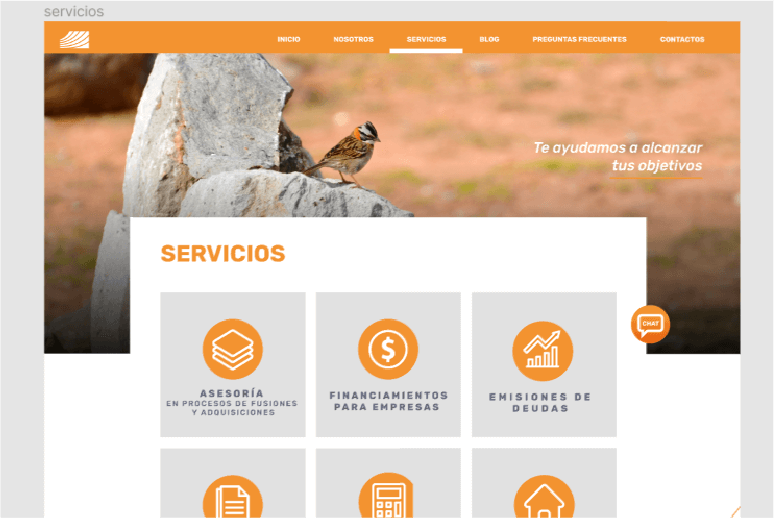 servicios
INICIO NOSOTROS SERVICIOS BLOG PREGUNTAS FRECUENTES CONTACTOS
Te ayudamos a alcanzar
tus objetivos
SERVICIOS
CHAT
ASESORÍA
EN PROCESOS DE FUSIONES
Y ADQUISICIONES
FINANCIAMIENTOS
PARA EMPRESAS
EMISIONES DE
DEUDAS